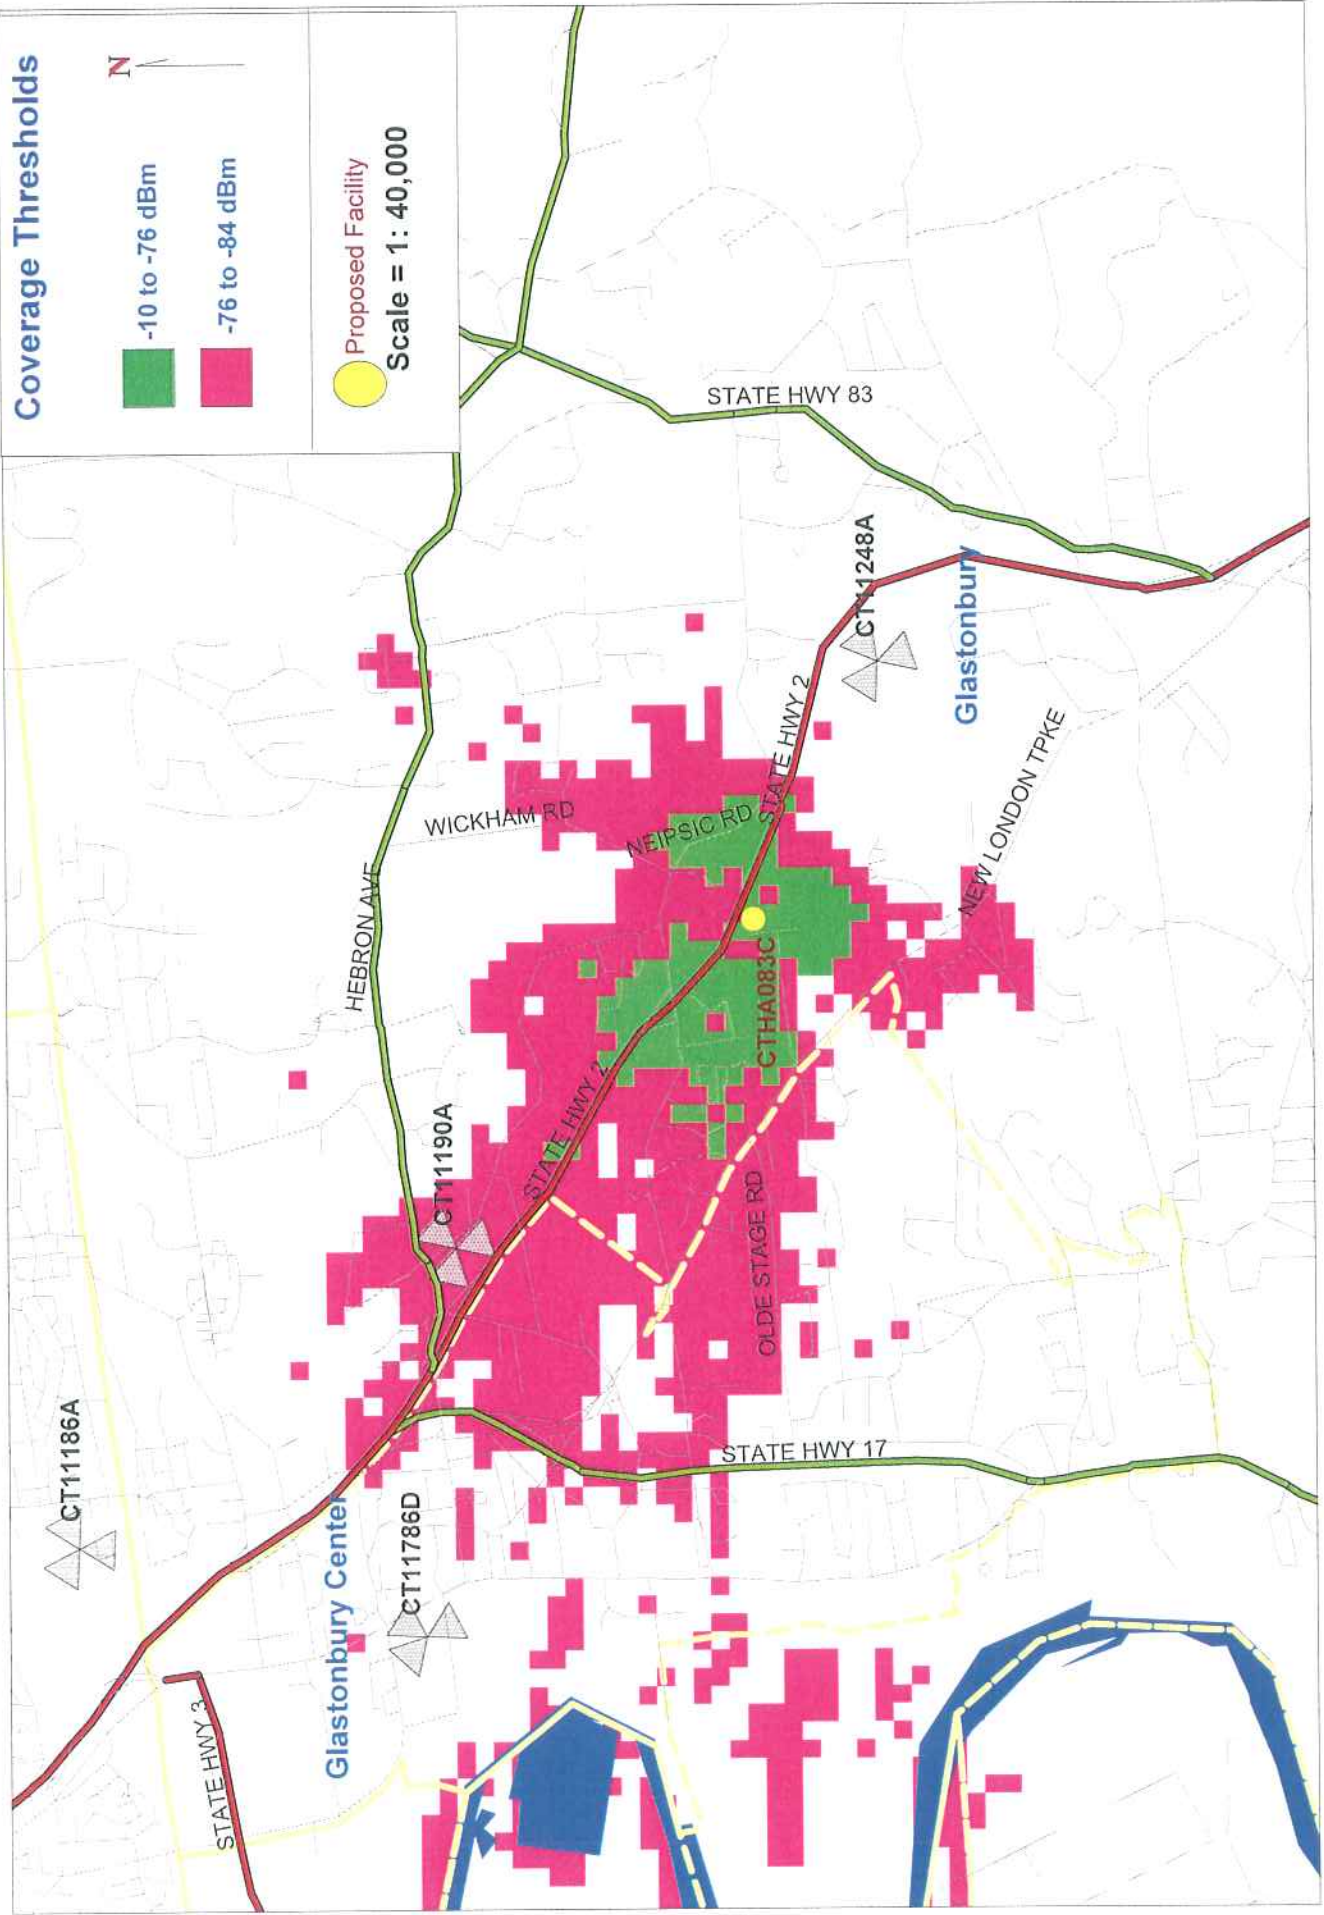 Coverage Thresholds
N
-10 to -76 dBm
-76 to -84 dBm
Proposed Facility
Scale = 1: 40,000
STATE HWY 83
CT11248A
Glastonbury
STATE HWY 2
NEW LONDON TPKE
WICKHAM RD
NEIPSIC RD
HEBRON AVE
CTHA083C
STATE HWY 2
CT11190A
OLDE STAGE RD
STATE HWY 17
CT11186A
Glastonbury Center
CT11786D
STATE HWY 3